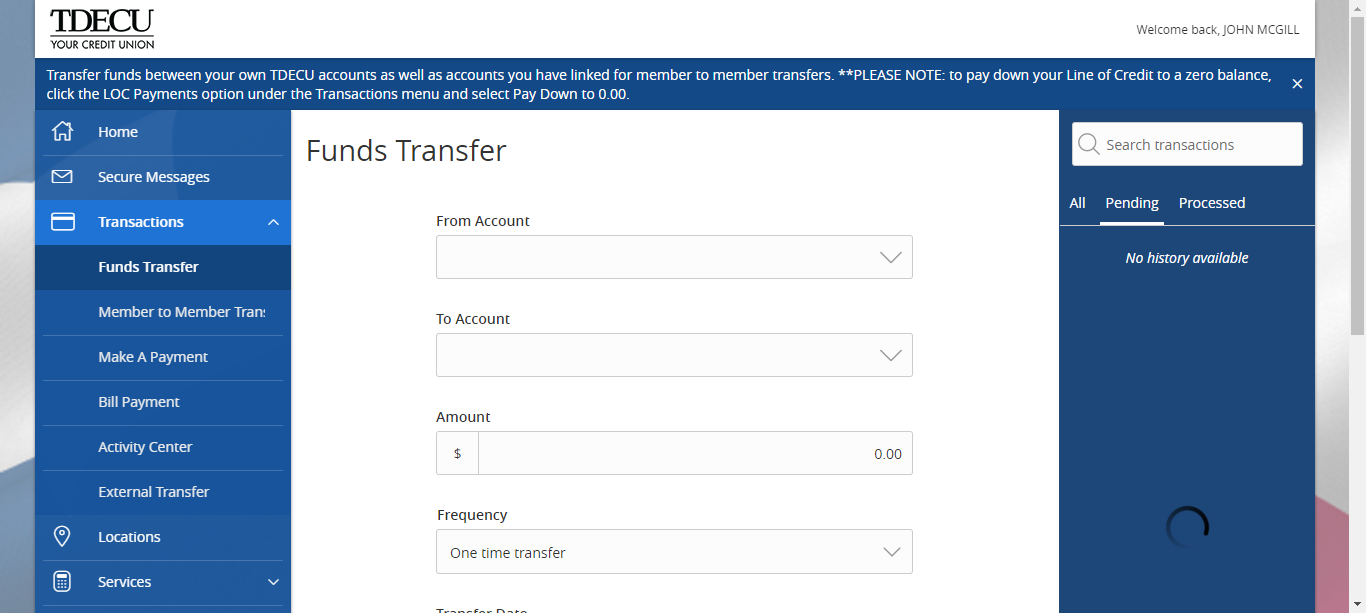 TDECU
YOUR CREDIT UNION
Welcome back, JOHN MCGILL
Transfer funds between your own TDECU accounts as well as accounts you have linked for member to member transfers. **PLEASE NOTE: to pay down your Line of Credit to a zero balance,
click the LOC Payments option under the Transactions menu and select Pay Down to 0.00.
Home
Secure Messages
Transactions
Funds Transfer
Member to Member Tran
Make A Payment
Bill Payment
Activity Center
External Transfer
Locations
Services
Funds Transfer
From Account
To Account
Amount
$ 0.00
Frequency
One time transfer
Transfer Date
Search transactions
All Pending Processed
No history available